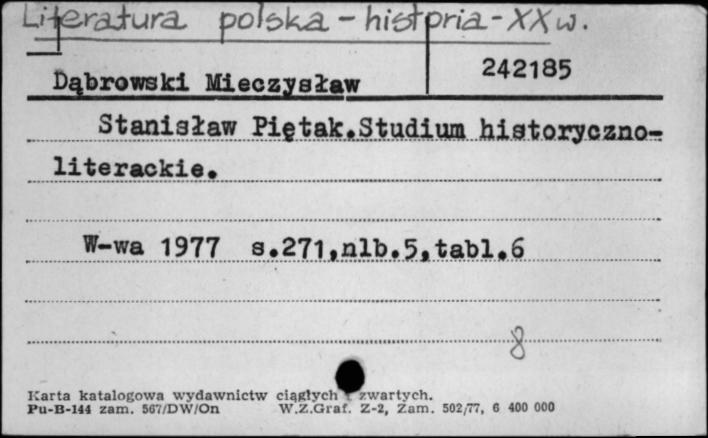 Literatura polska - historia - XX w.
242185
Dąbrowski Mieczysław
Stanisław Piętak.Studium historyczno-
literackie.
W-wa 1977 s.271,nlb.5,tabl.6
8
Karta katalogowa wydawnictw ciągłych i zwartych.
Pu-B-144 zam. 567/DW/On W.Z.Graf. Z-2, Zam. 502/77, 6 400 000